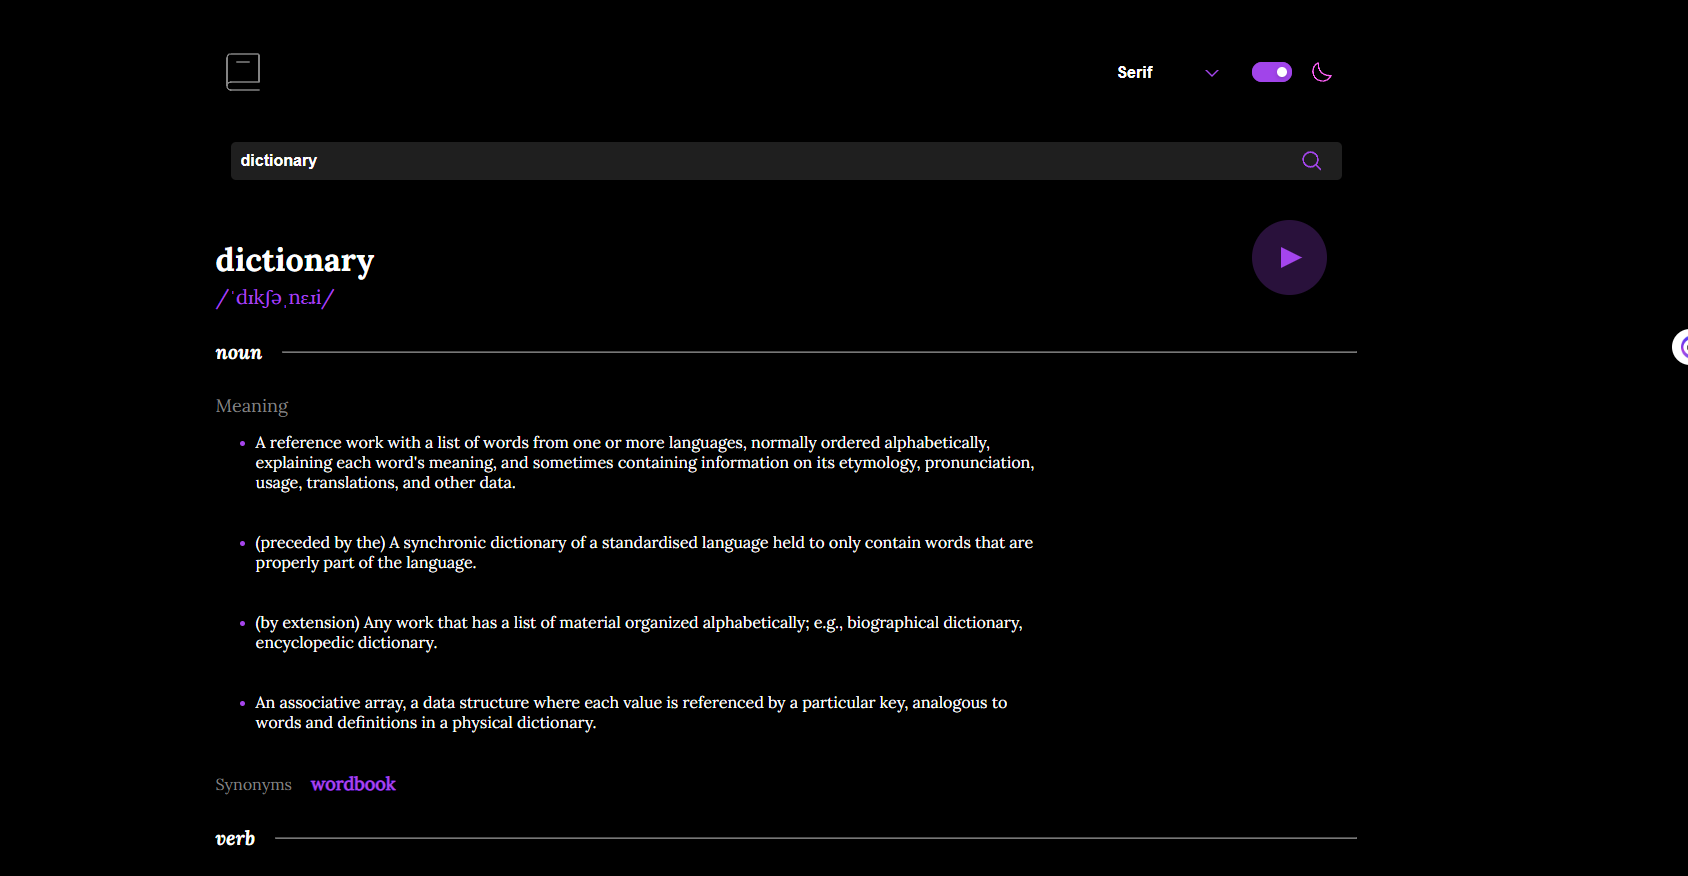 Serif
dictionary
dictionary
/ˈdɪkʃəˌnɛɹi/
noun
Meaning
A reference work with a list of words from one or more languages, normally ordered alphabetically,
explaining each word's meaning, and sometimes containing information on its etymology, pronunciation,
usage, translations, and other data.
(preceded by the) A synchronic dictionary of a standardised language held to only contain words that are
properly part of the language.
(by extension) Any work that has a list of material organized alphabetically; e.g., biographical dictionary,
encyclopedic dictionary.
An associative array, a data structure where each value is referenced by a particular key, analogous to
words and definitions in a physical dictionary.
Synonyms wordbook
verb